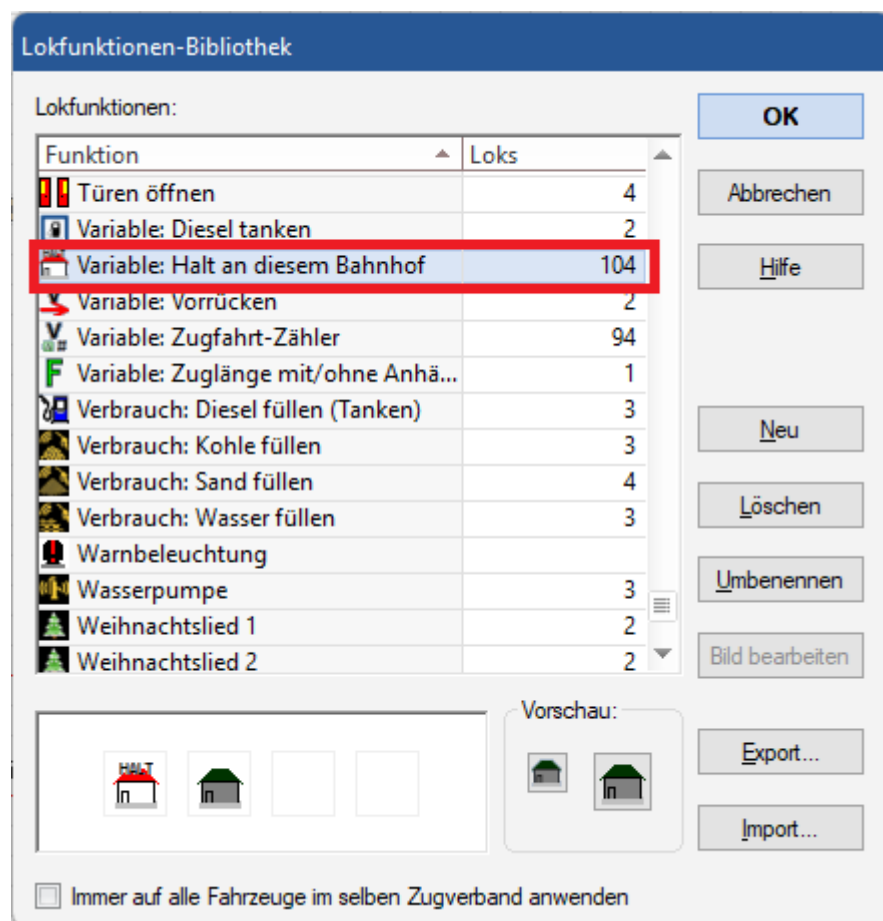 Lokfunktionen-Bibliothek
Lokfunktionen:
Funktion Loks
Türen öffnen 4
Variable: Diesel tanken 2
Variable: Halt an diesem Bahnhof 104
Variable: Vorrücken 2
Variable: Zugfahrt-Zähler 94
Variable: Zuglänge mit/ohne Anhä... 1
Verbrauch: Diesel füllen (Tanken) 3
Verbrauch: Kohle füllen 3
Verbrauch: Sand füllen 4
Verbrauch: Wasser füllen 3
Warnbeleuchtung
Wasserpumpe 3
Weihnachtslied 1 2
Weihnachtslied 2 2
OK
Abbrechen
Hilfe
Neu
Löschen
Umbenennen
Bild bearbeiten
Export...
Import...
HALT
Vorschau:
Immer auf alle Fahrzeuge im selben Zugverband anwenden